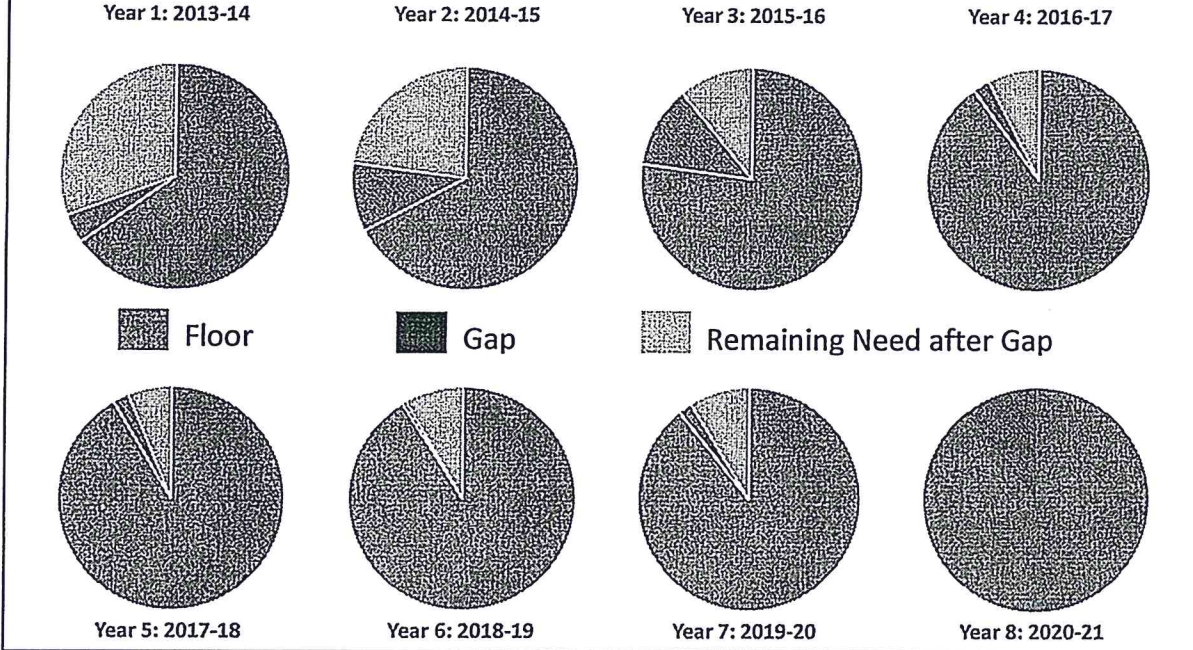 Year 1: 2013-14
Year 2: 2014-15
Year 3: 2015-16
Year 4: 2016-17
Floor
Gap
Remaining Need after Gap
Year 5: 2017-18
Year 6: 2018-19
Year 7: 2019-20
Year 8: 2020-21